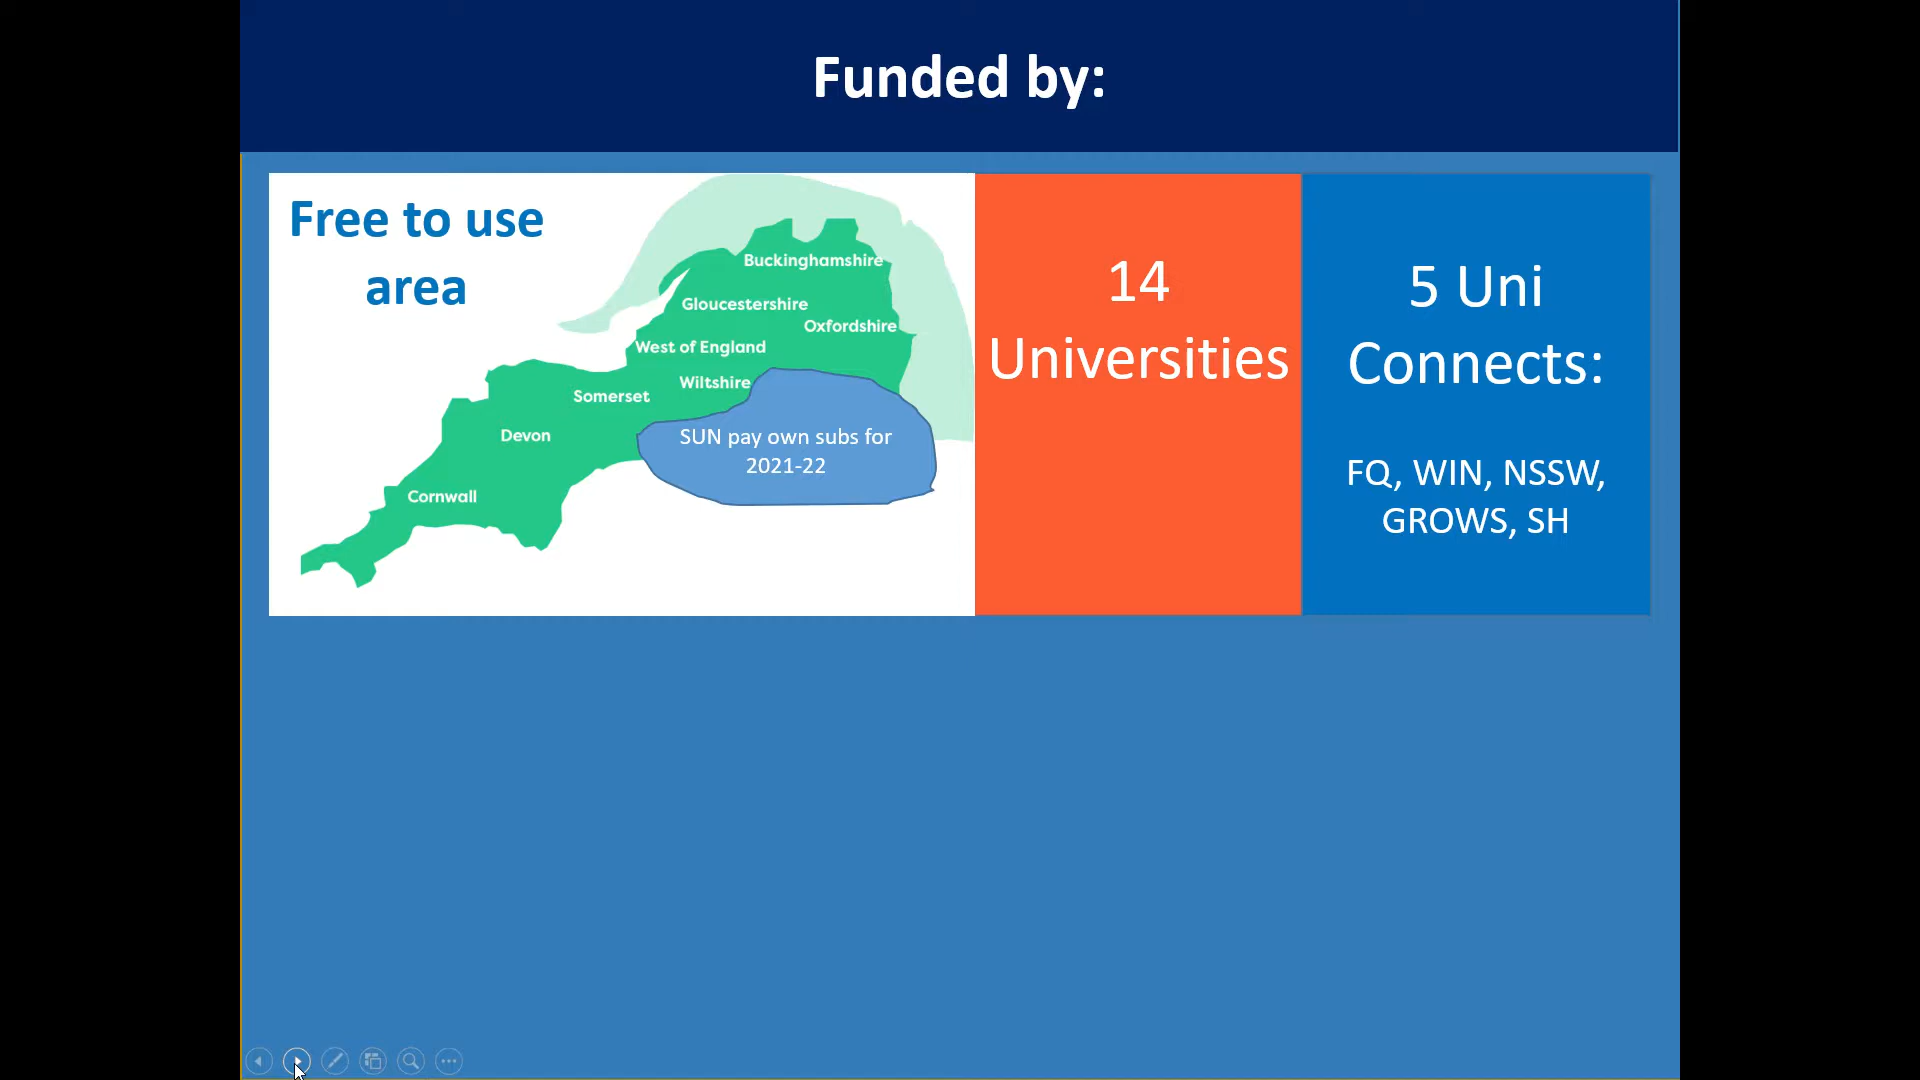 Funded by:
Free to use
area
Buckinghamshire
Gloucestershire
Oxfordshire
West of England
Wiltshire
Somerset
Devon
Cornwall
SUN pay own subs for
2021-22
14
Universities
5 Uni
Connects:
FQ, WIN, NSSW,
GROWS, SH